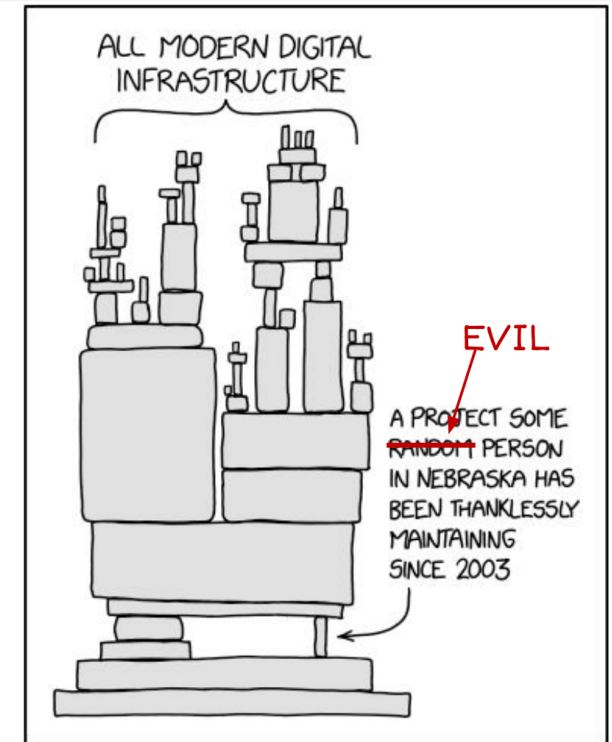 ALL MODERN DIGITAL
INFRASTRUCTURE
EVIL
A PROJECT SOME
RANDOM PERSON
IN NEBRASKA HAS
BEEN THANKLESSLY
MAINTAINING
SINCE 2003